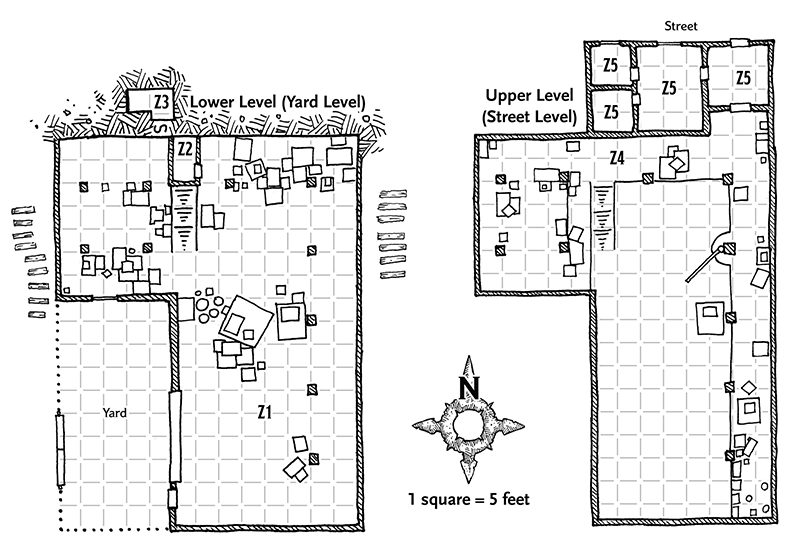 Street
Z5
Z5
Z5
Z5
Upper Level
(Street Level)
Z3
Lower Level (Yard Level)
S
Z2
Z4
Yard
Z1
N
1 square = 5 feet